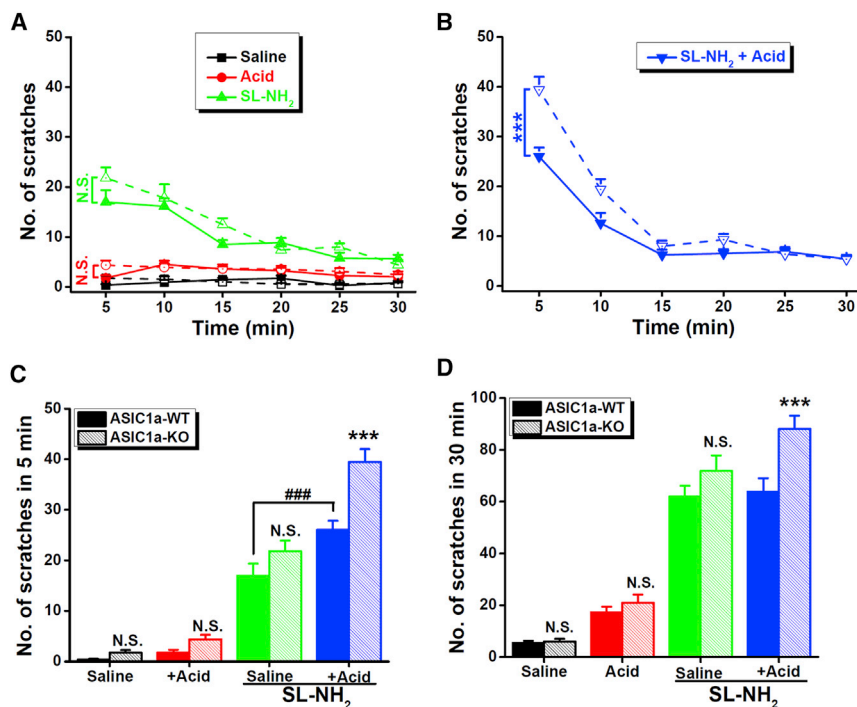 A
No. of scratches
50
40
30
20
10
0
Saline
Acid
SL-NH₂
N.S.
N.S.
5 10 15 20 25 30
Time (min)
B
No. of scratches
50
40
30
20
10
0
SL-NH₂ + Acid
***
5 10 15 20 25 30
Time (min)
C
No. of scratches in 5 min
50
40
30
20
10
0
ASIC1a-WT
ASIC1a-KO
N.S.
N.S.
###
N.S.
***
Saline +Acid Saline +Acid
SL-NH₂
D
No. of scratches in 30 min
100
80
60
40
20
0
ASIC1a-WT
ASIC1a-KO
N.S.
N.S.
N.S.
***
Saline Acid Saline +Acid
SL-NH₂